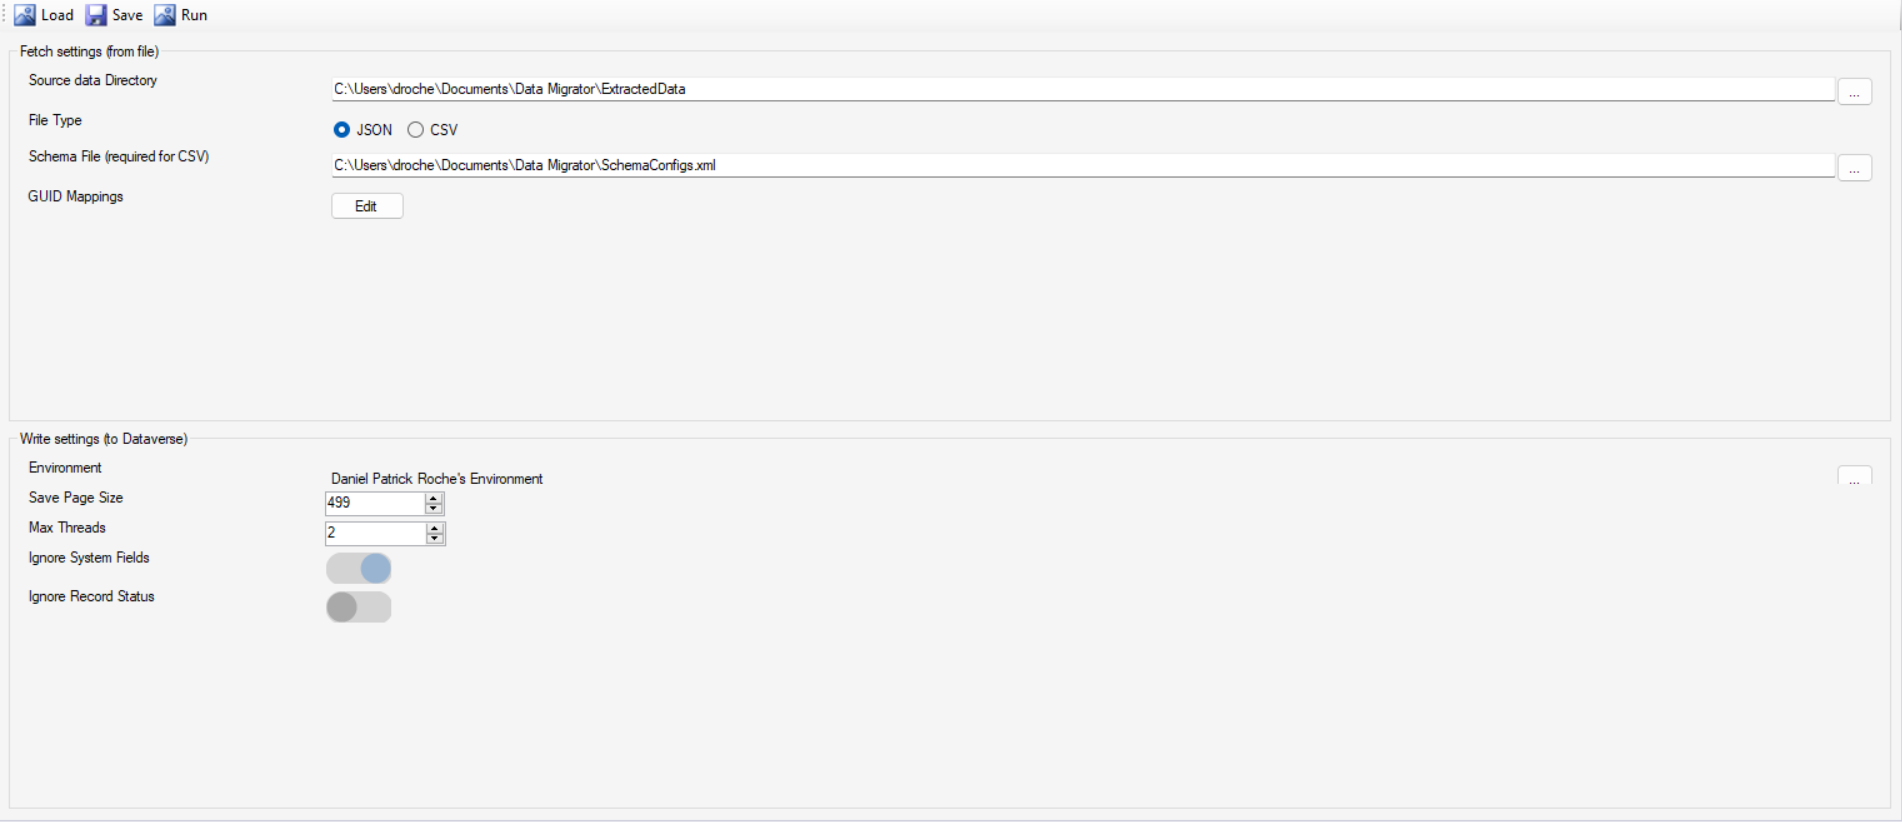 Load Save Run
Fetch settings (from file)
Source data Directory
C:\Users\droche\Documents\Data Migrator\ExtractedData
...
File Type
JSON CSV
Schema File (required for CSV)
C:\Users\droche\Documents\Data Migrator\SchemaConfigs.xml
...
GUID Mappings
Edit
Write settings (to Dataverse)
Environment
Daniel Patrick Roche's Environment
...
Save Page Size
499
Max Threads
2
Ignore System Fields
Ignore Record Status